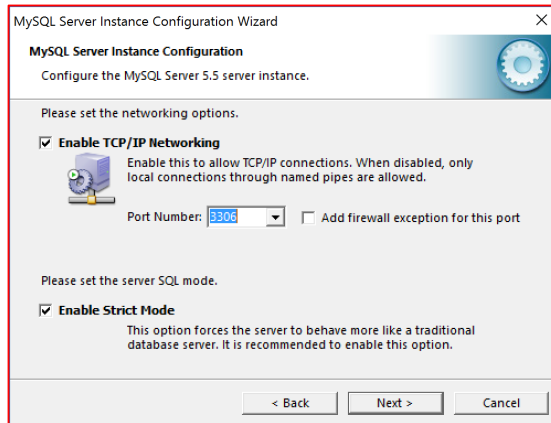 MySQL Server Instance Configuration Wizard
MySQL Server Instance Configuration
Configure the MySQL Server 5.5 server instance.
Please set the networking options.
Enable TCP/IP Networking
Enable this to allow TCP/IP connections. When disabled, only
local connections through named pipes are allowed.
Port Number: 3306 Add firewall exception for this port
Please set the server SQL mode.
Enable Strict Mode
This option forces the server to behave more like a traditional
database server. It is recommended to enable this option.
< Back Next > Cancel